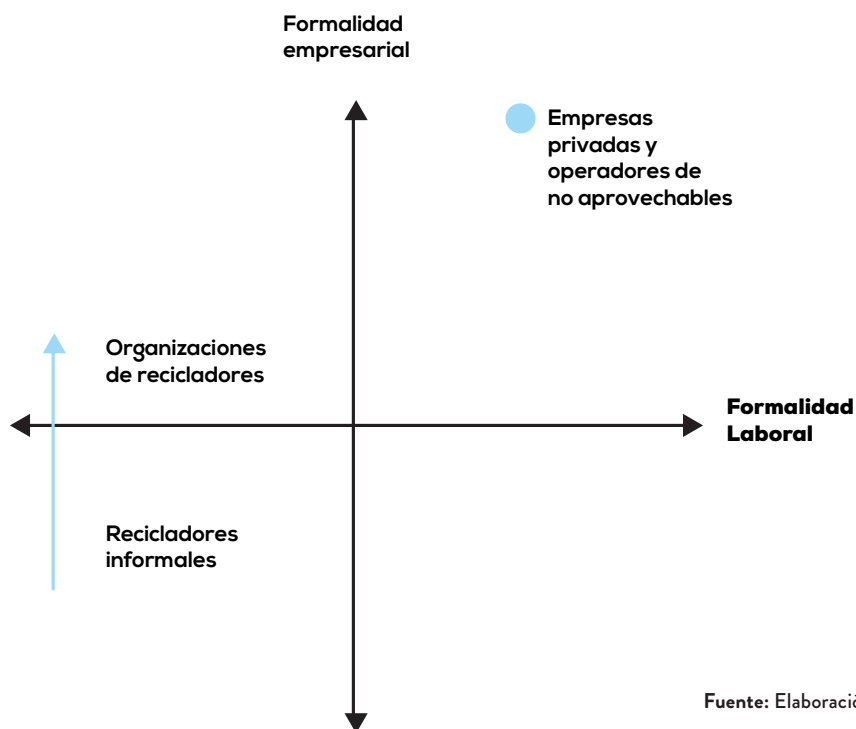 Formalidad
empresarial
Empresas
privadas y
operadores de
no aprovechables
Organizaciones
de recicladores
Formalidad
Laboral
Recicladores
informales
Fuente: Elaboració